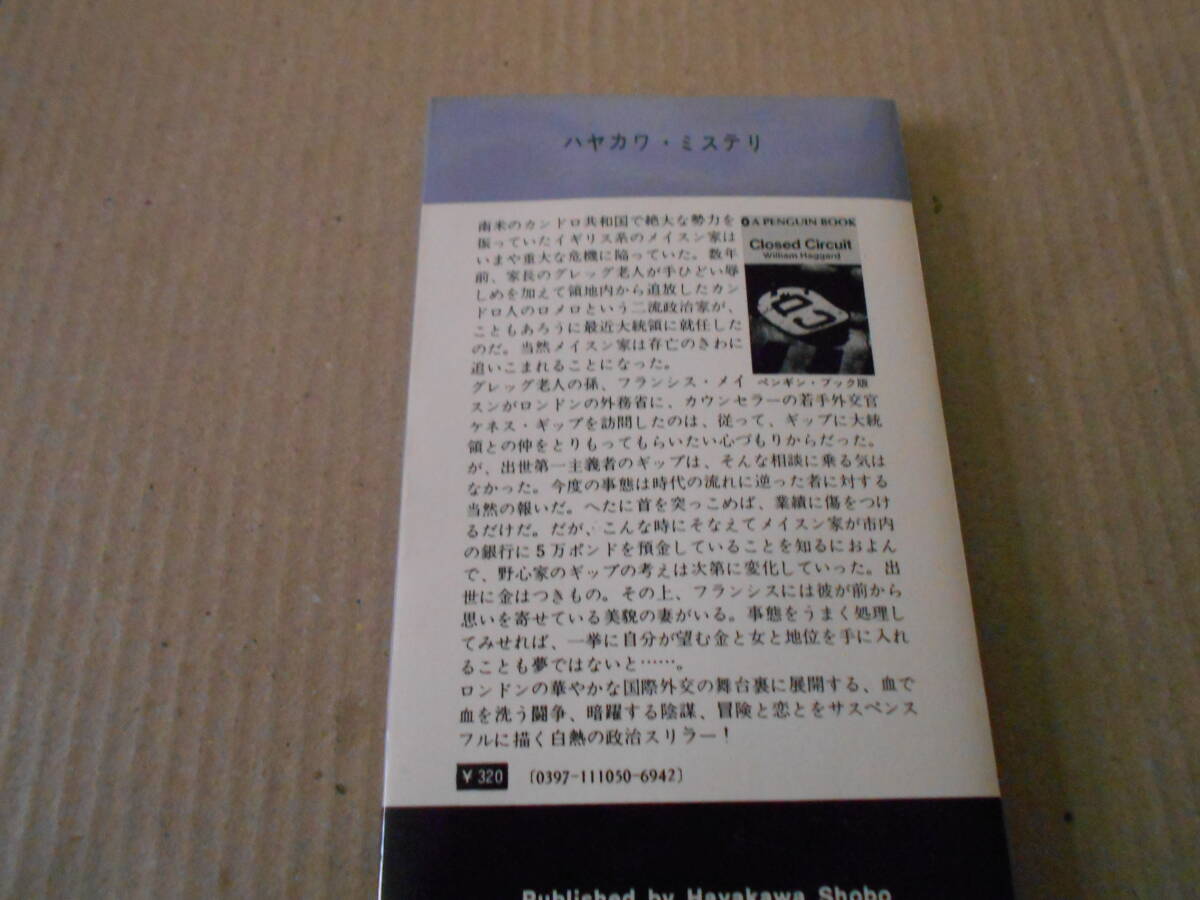 ハヤカワ・ミステリ
南米のカンドロ共和国で絶大な勢力を
振っていたイギリス系のメイスン家は
いまや重大な危機に陥っていた。数年
前、家長のグレッグ老人が手ひどい辱
しめを加えて領地内から追放したカン
ドロ人のロメロという二流政治家が、
こともあろうに最近大統領に就任した
のだ。当然メイスン家は存亡のきわに
追いこまれることになった。
A PENGUIN BOOK
Closed Circuit
William Haggard
CD
ペンギン・ブック版
グレッグ老人の孫、フランシス・メイ
スンがロンドンの外務省に、カウンセラーの若手外交官
ケネス・ギップを訪問したのは、従って、ギップに大統
領との仲をとりもってもらいたい心づもりからだった。
が、出世第一主義者のギップは、そんな相談に乗る気は
なかった。今度の事態は時代の流れに逆った者に対する
当然の報いだ。へたに首を突っこめば、業績に傷をつけ
るだけだ。だが、こんな時にそなえてメイスン家が市内
の銀行に5万ポンドを預金していることを知るにおよん
で、野心家のギップの考えは次第に変化していった。出
世に金はつきもの。その上、フランシスには彼が前から
思いを寄せている美貌の妻がいる。事態をうまく処理し
てみせれば、一挙に自分が望む金と女と地位を手に入れ
ることも夢ではないと……。
ロンドンの華やかな国際外交の舞台裏に展開する、血で
血を洗う闘争、暗躍する陰謀、冒険と恋とをサスペンス
フルに描く白熱の政治スリラー！
¥320
〔0397-111050-6942〕
Published by Hayakawa Shobo